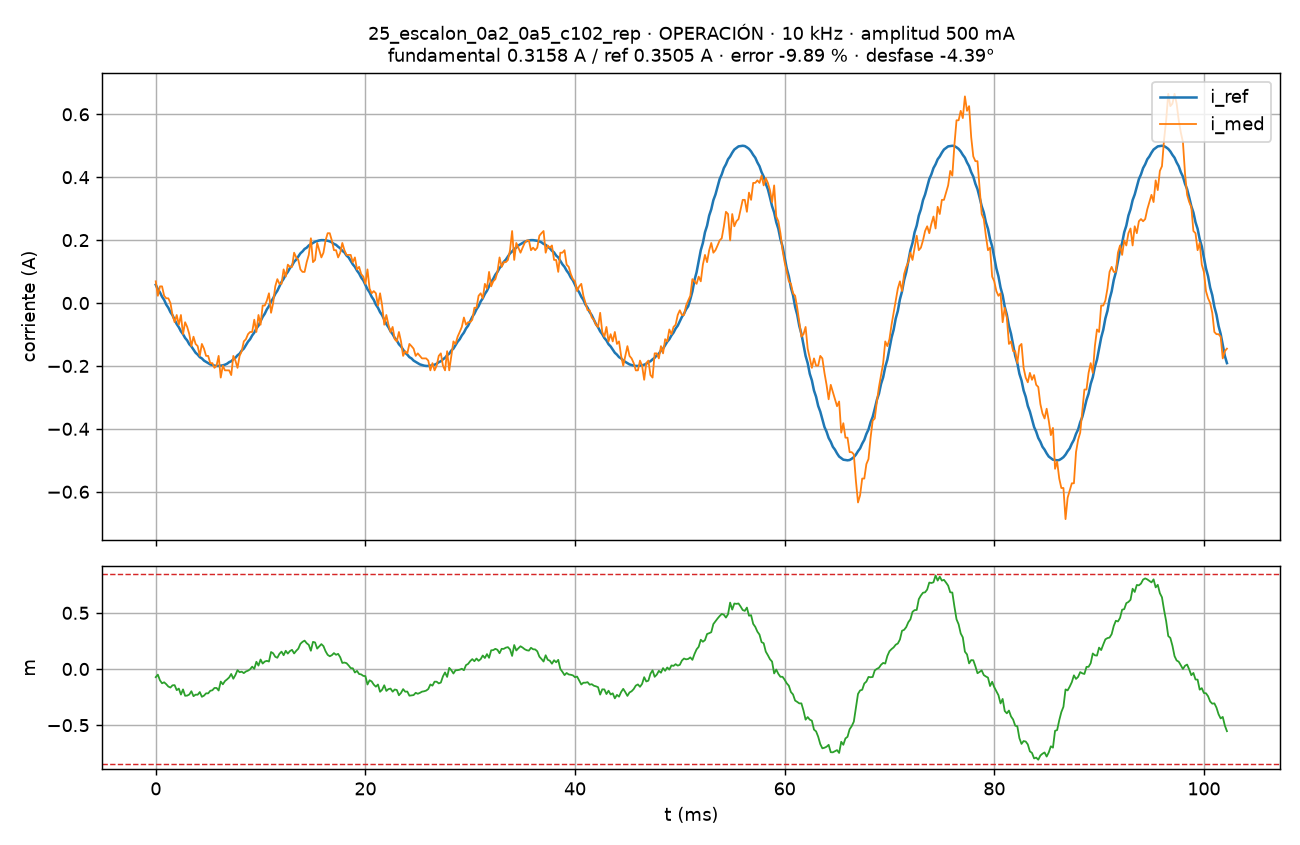 25_escalon_0a2_0a5_c102_rep · OPERACIÓN · 10 kHz · amplitud 500 mA
fundamental 0.3158 A / ref 0.3505 A · error -9.89 % · desfase -4.39°
i_ref
i_med
corriente (A)
0.6
0.4
0.2
0.0
−0.2
−0.4
−0.6
m
0.5
0.0
−0.5
0
20
40
60
80
100
t (ms)